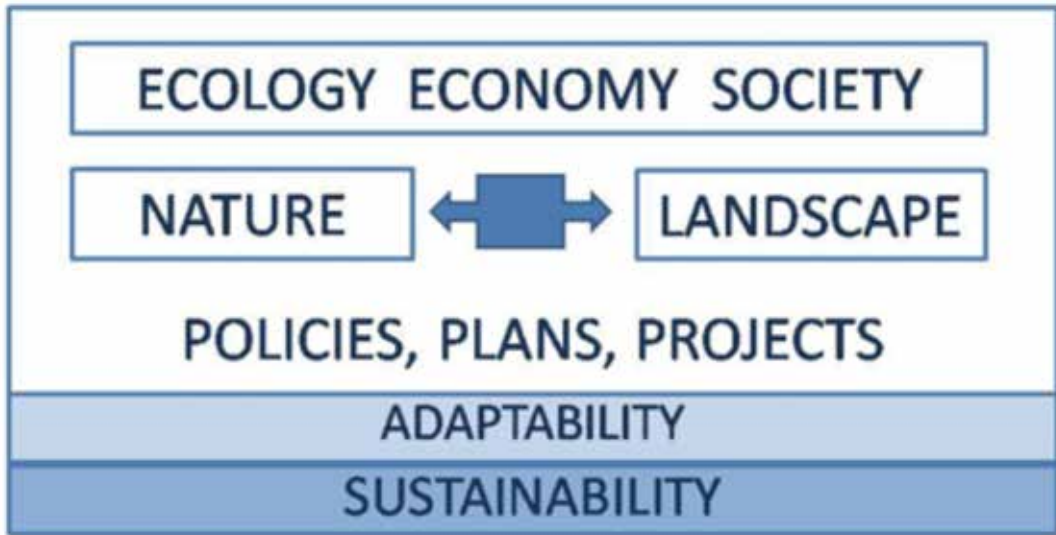 ECOLOGY ECONOMY SOCIETY
NATURE LANDSCAPE
POLICIES, PLANS, PROJECTS
ADAPTABILITY
SUSTAINABILITY